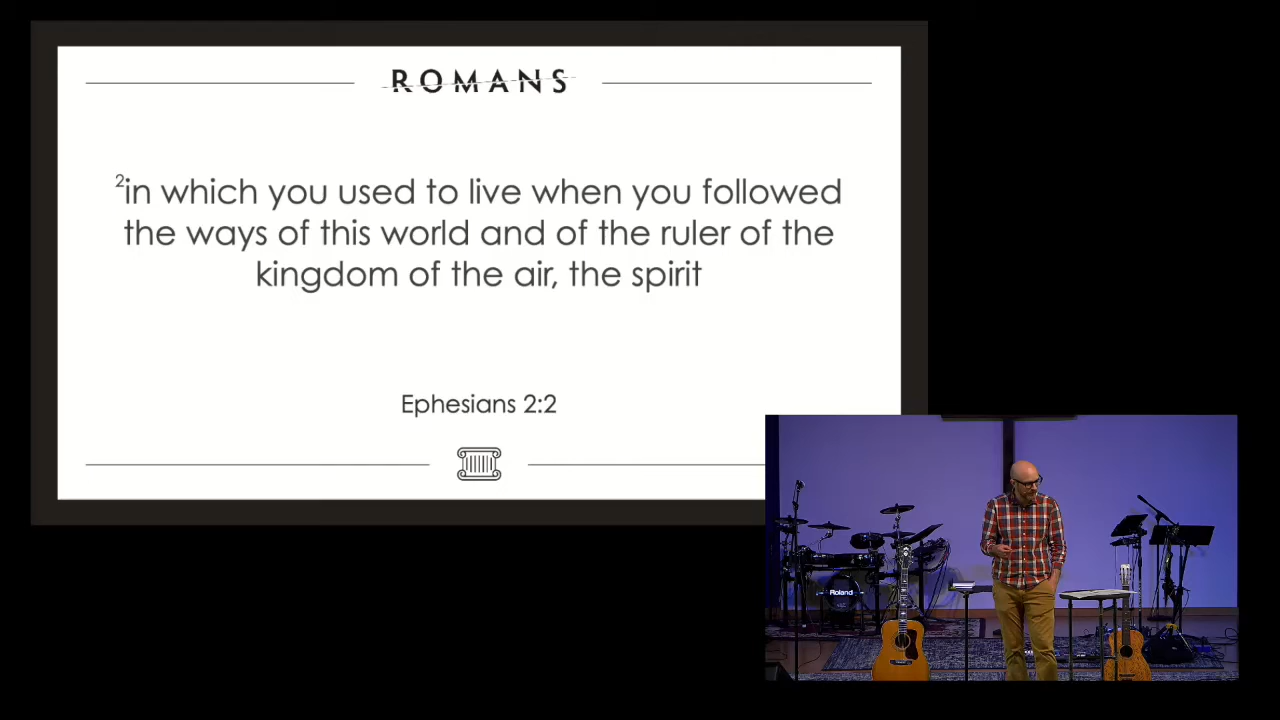 ROMANS
2in which you used to live when you followed
the ways of this world and of the ruler of the
kingdom of the air, the spirit
Ephesians 2:2
Roland